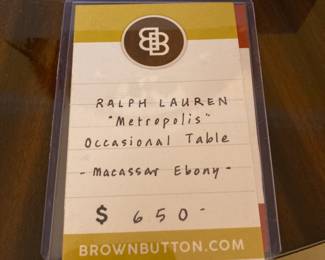 B
RALPH LAUREN
"Metropolis"
Occasional Table
- Macassar Ebony -
$ 650-
BROWNBUTTON.COM